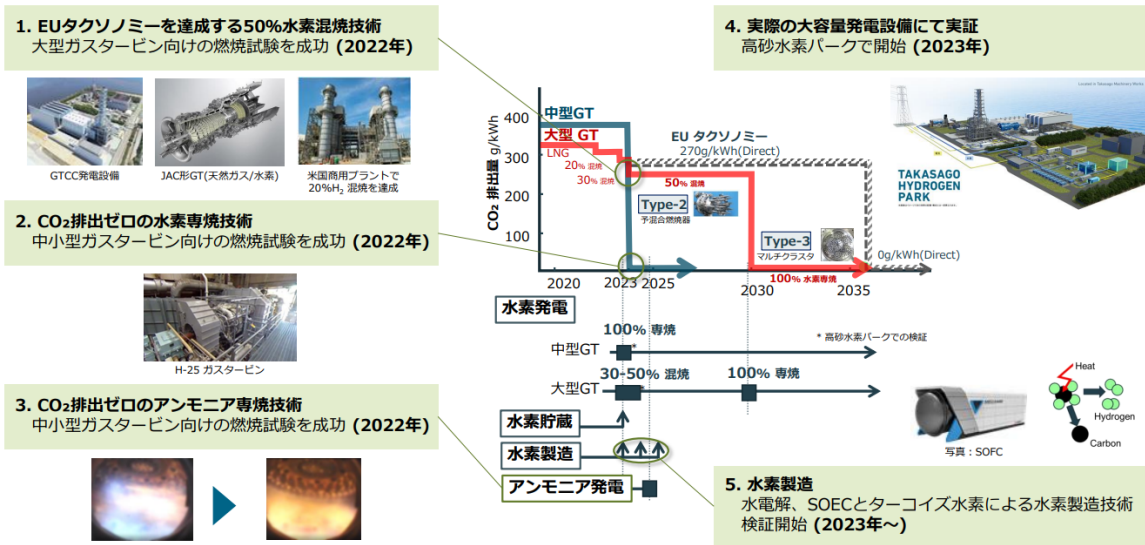 1. EUタクソノミーを達成する50%水素混焼技術
大型ガスタービン向けの燃焼試験を成功 (2022年)
GTCC発電設備
JAC形GT(天然ガス/水素)
米国商用プラントで
20%H₂ 混焼を達成
2. CO₂排出ゼロの水素専焼技術
中小型ガスタービン向けの燃焼試験を成功 (2022年)
H-25 ガスタービン
3. CO₂排出ゼロのアンモニア専焼技術
中小型ガスタービン向けの燃焼試験を成功 (2022年)
CO₂ 排出量 g/kWh
400
300
200
100
中型GT
大型 GT
LNG
20% 混焼
30% 混焼
EU タクソノミー
270g/kWh(Direct)
50% 混焼
Type-2
予混合燃焼器
Type-3
マルチクラスタ
0g/kWh(Direct)
100% 水素専焼
2020
2023
2025
2030
2035
水素発電
100% 専焼
*
* 高砂水素パークでの検証
中型GT
30-50% 混焼
100% 専焼
大型GT
水素貯蔵
水素製造
アンモニア発電
4. 実際の大容量発電設備にて実証
高砂水素パークで開始 (2023年)
Located in Takasago Machinery Works
TAKASAGO
HYDROGEN
PARK
写真：SOFC
Heat
Hydrogen
Carbon
5. 水素製造
水電解、SOECとターコイズ水素による水素製造技術
検証開始 (2023年～)